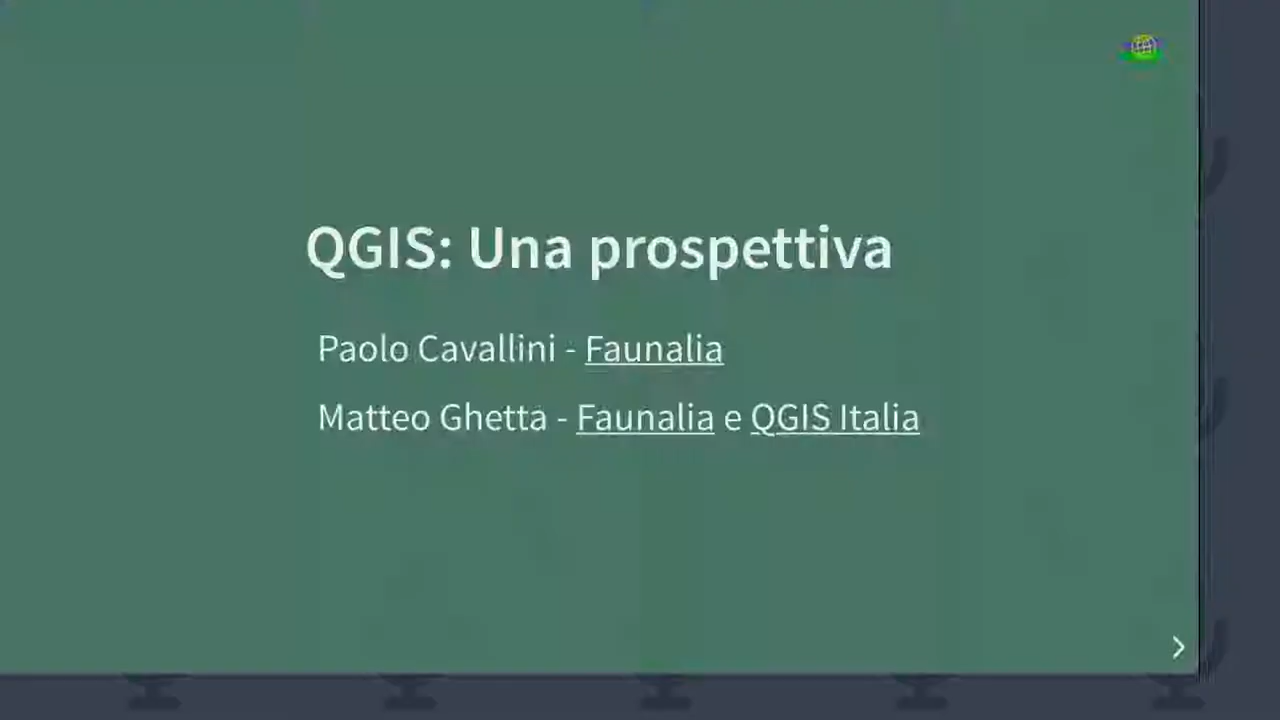 QGIS: Una prospettiva
Paolo Cavallini - Faunalia
Matteo Ghetta - Faunalia e QGIS Italia